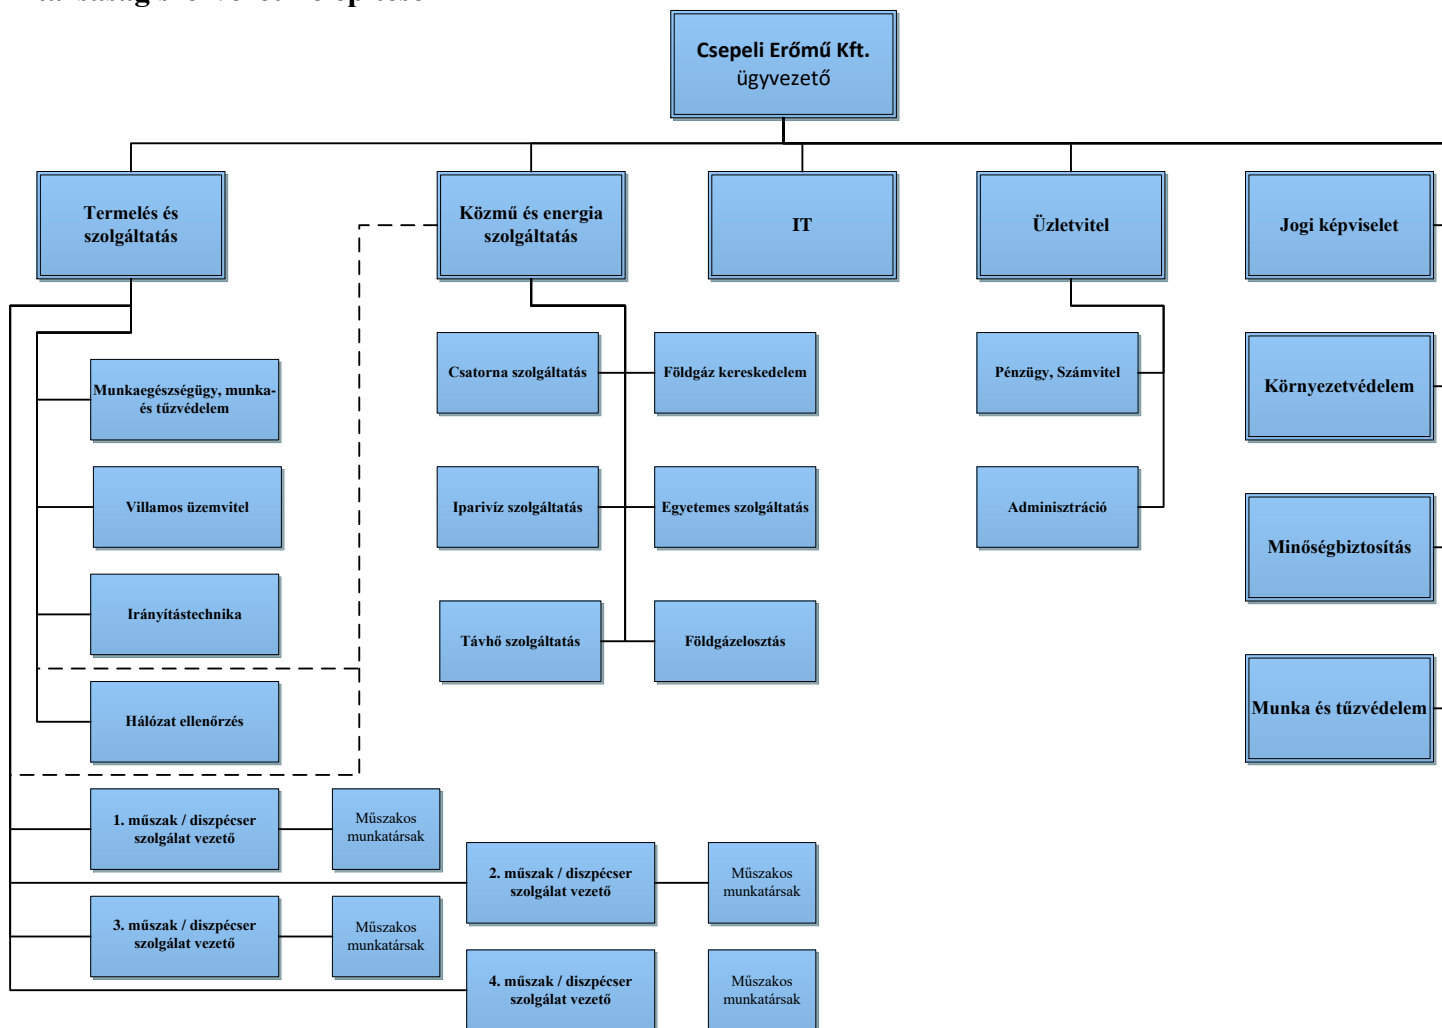 Csepeli Erőmű Kft.
ügyvezető
Termelés és
szolgáltatás
Közmű és energia
szolgáltatás
IT
Üzletvitel
Jogi képviselet
Munkaegészségügy, munka-
és tűzvédelem
Csatorna szolgáltatás
Földgáz kereskedelem
Pénzügy, Számvitel
Környezetvédelem
Villamos üzemvitel
Iparivíz szolgáltatás
Egyetemes szolgáltatás
Adminisztráció
Minőségbiztosítás
Irányítástechnika
Távhő szolgáltatás
Földgázelosztás
Hálózat ellenőrzés
Munka és tűzvédelem
1. műszak / diszpécser
szolgálat vezető
Műszakos
munkatársak
2. műszak / diszpécser
szolgálat vezető
Műszakos
munkatársak
3. műszak / diszpécser
szolgálat vezető
Műszakos
munkatársak
4. műszak / diszpécser
szolgálat vezető
Műszakos
munkatársak